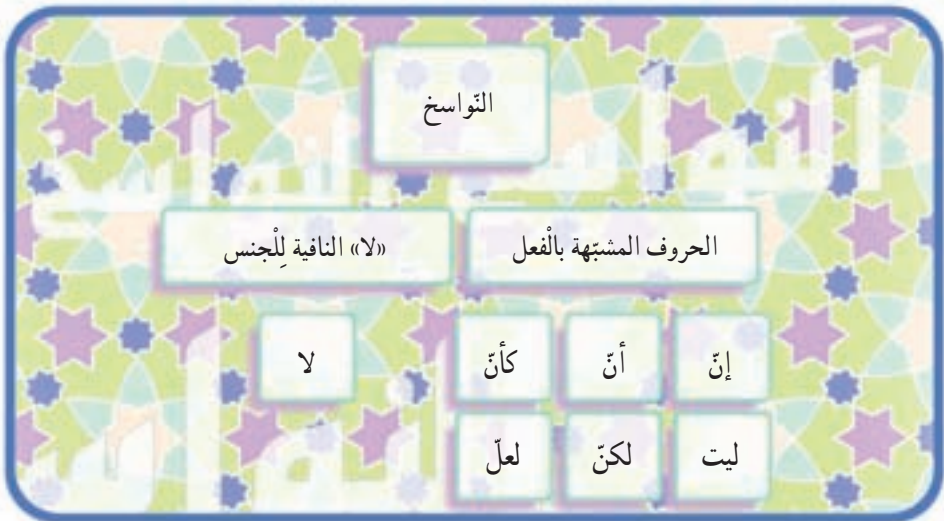 النّواسخ
الحروف المشبّهة بالْفعل «لا» النافية لِلْجنس
إنّ أنّ كأنّ لا
ليت لكنّ لعلّ